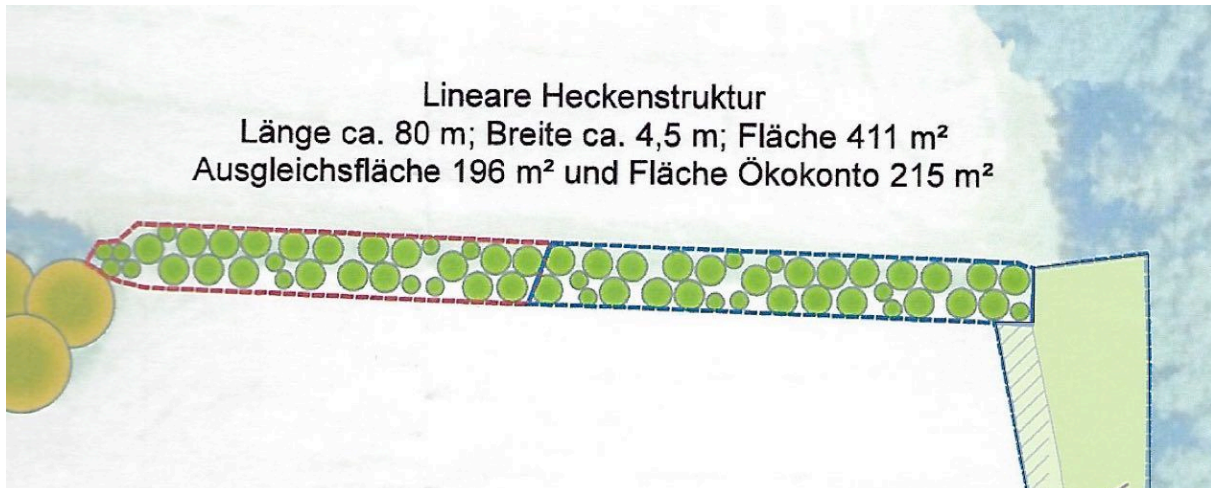 Lineare Heckenstruktur
Länge ca. 80 m; Breite ca. 4,5 m; Fläche 411 m²
Ausgleichsfläche 196 m² und Fläche Ökokonto 215 m²